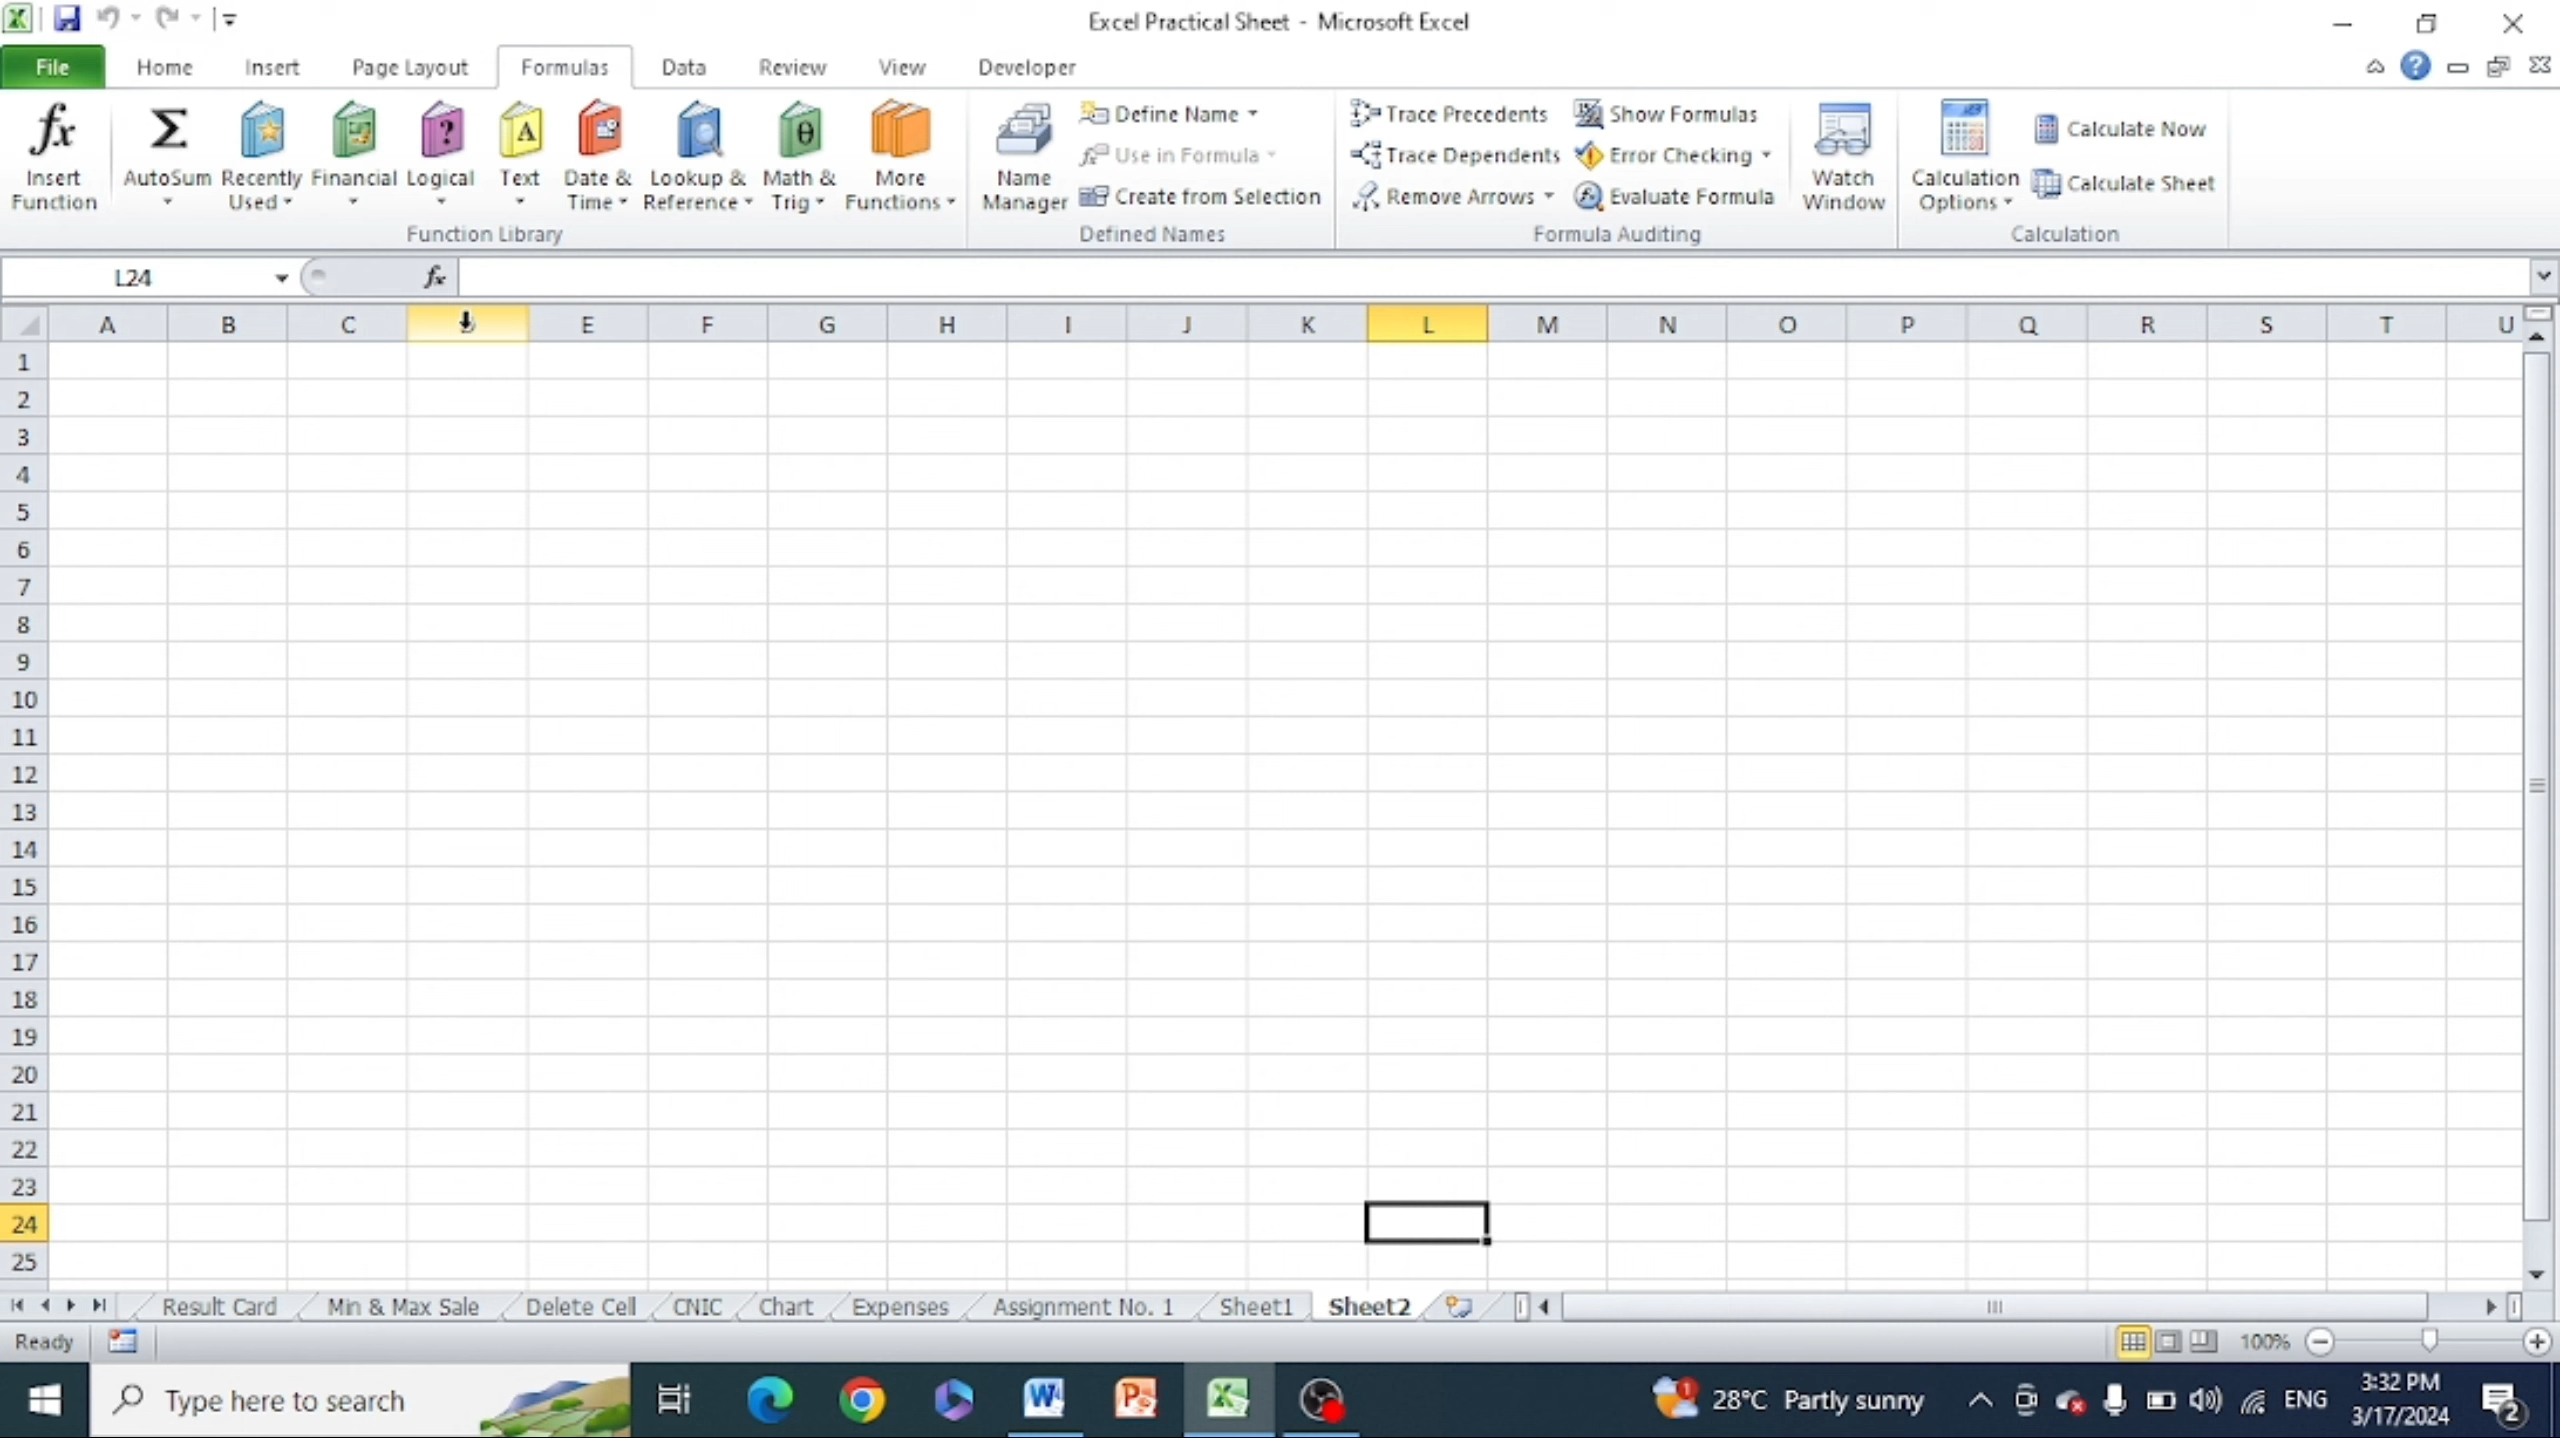 Excel Practical Sheet - Microsoft Excel
File Home Insert Page Layout Formulas Data Review View Developer
fx Insert Function
Σ AutoSum
Recently Used
Financial
Logical
Text
Date & Time
Lookup & Reference
Math & Trig
More Functions
Function Library
Name Manager
Define Name
Use in Formula
Create from Selection
Defined Names
Trace Precedents
Trace Dependents
Remove Arrows
Show Formulas
Error Checking
Evaluate Formula
Formula Auditing
Watch Window
Calculation Options
Calculate Now
Calculate Sheet
Calculation
L24 fx
A B C E F G H I J K L M N O P Q R S T U
1
2
3
4
5
6
7
8
9
10
11
12
13
14
15
16
17
18
19
20
21
22
23
24
25
Result Card Min & Max Sale Delete Cell CNIC Chart Expenses Assignment No. 1 Sheet1 Sheet2
Ready 100%
Type here to search 1 28°C Partly sunny ENG 3:32 PM
3/17/2024 2